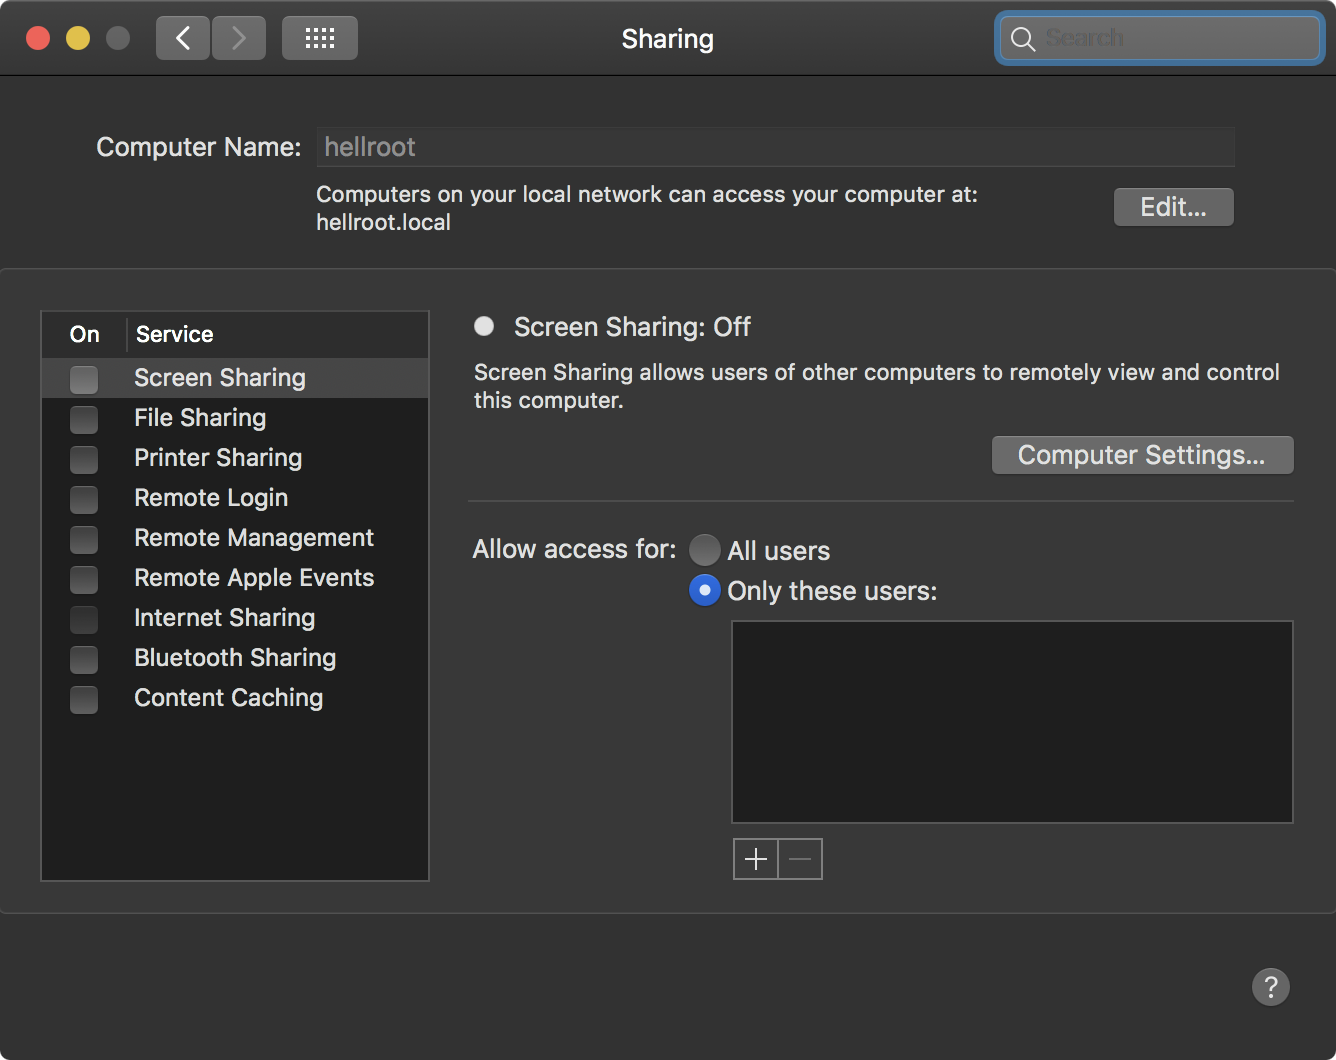 Sharing
Search
Computer Name: hellroot
Computers on your local network can access your computer at:
hellroot.local
Edit...
On Service
Screen Sharing
File Sharing
Printer Sharing
Remote Login
Remote Management
Remote Apple Events
Internet Sharing
Bluetooth Sharing
Content Caching
Screen Sharing: Off
Screen Sharing allows users of other computers to remotely view and control
this computer.
Computer Settings...
Allow access for: All users
Only these users:
?